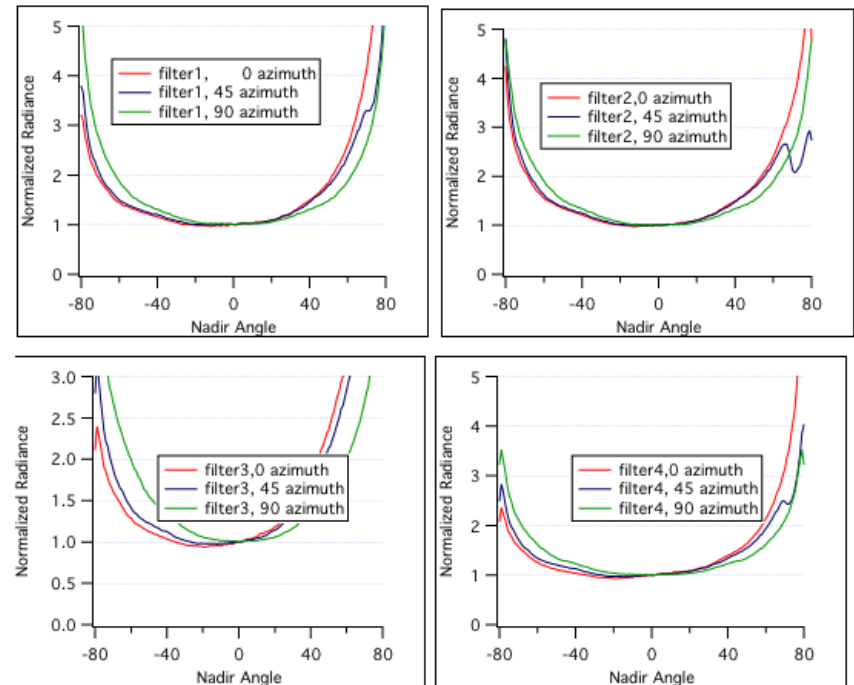 5
4
3
2
1
0
Normalized Radiance
filter1, 0 azimuth
filter1, 45 azimuth
filter1, 90 azimuth
-80 -40 0 40 80
Nadir Angle
5
4
3
2
1
0
Normalized Radiance
filter2,0 azimuth
filter2, 45 azimuth
filter2, 90 azimuth
-80 -40 0 40 80
Nadir Angle
3.0
2.5
2.0
1.5
1.0
0.5
0.0
Normalized Radiance
filter3,0 azimuth
filter3, 45 azimuth
filter3, 90 azimuth
-80 -40 0 40 80
Nadir Angle
5
4
3
2
1
0
Normalized Radiance
filter4,0 azimuth
filter4, 45 azimuth
filter4, 90 azimuth
-80 -40 0 40 80
Nadir Angle